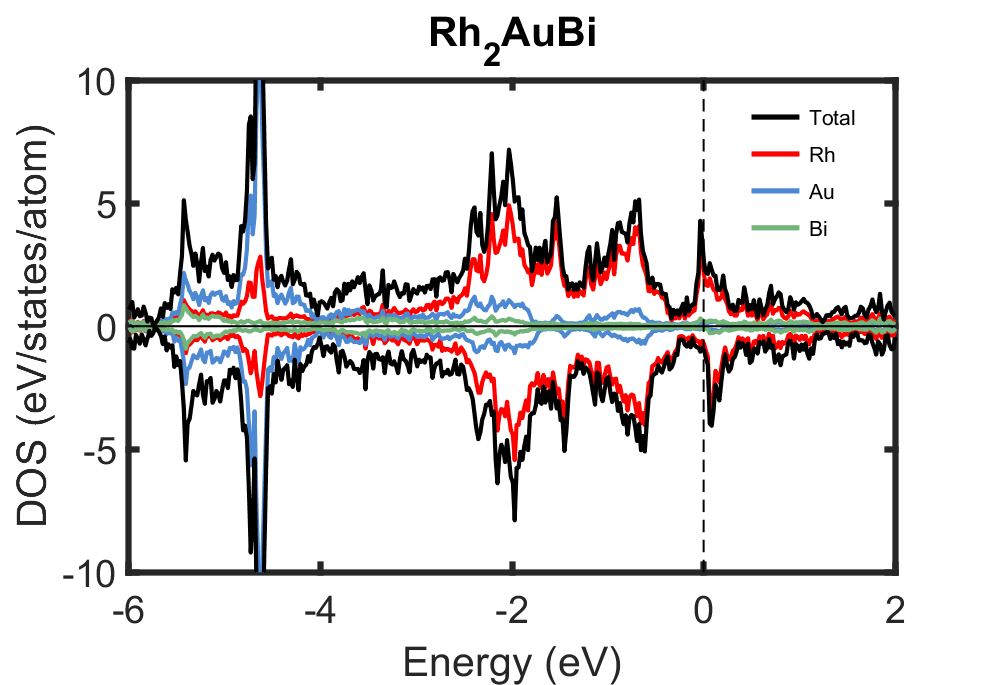 Rh2AuBi
DOS (eV/states/atom)
10
5
0
-5
-10
Total
Rh
Au
Bi
-6 -4 -2 0 2
Energy (eV)